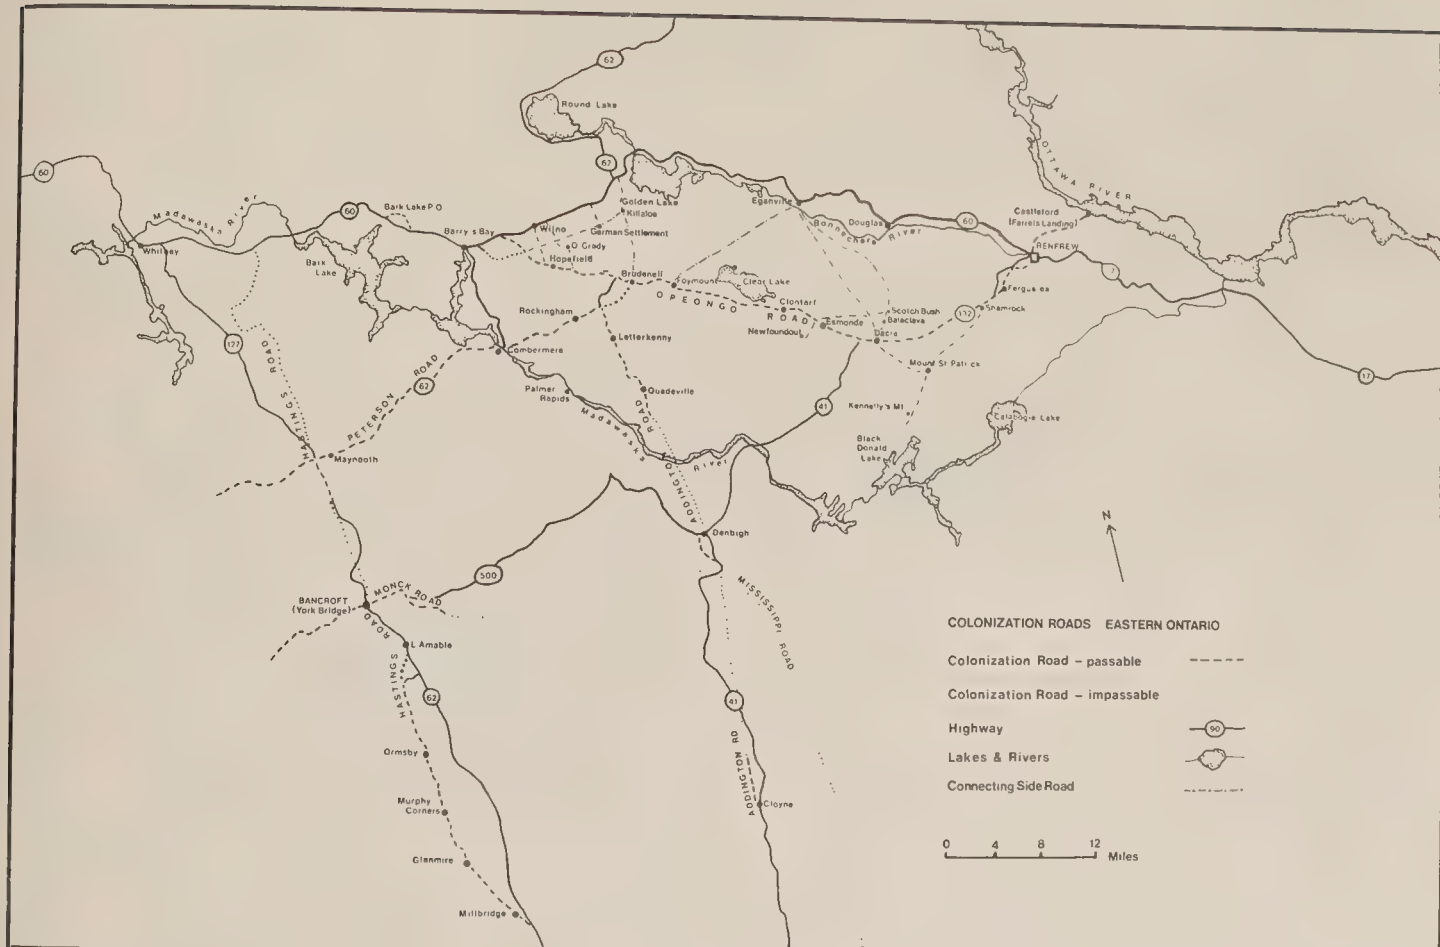 62
Round Lake
60
62
OTTAWA RIVER
Madawaska River
60
Bark Lake P.O
Golden Lake
Killaloe
Eganville
Castleford
(Farrels Landing)
Barry's Bay
Wilno
German Settlement
Bonnechere River
Douglas
60
Whitney
O Grady
RENFREW
Bark
Lake
Hopefield
Brudenell
Foymount
Clear Lake
OPEONGO ROAD
Clontarf
Rockingham
Scotch Bush
Balaclava
132
Shamrock
Newfoundout
Esmonde
Dacre
Letterkenny
127
Combermere
Mount St Patrick
17
HASTINGS ROAD
PETERSON ROAD
62
Palmer
Rapids
Quadeville
Madawaska River
41
Kennelly's Mt
Calabogie Lake
Black
Donald
Lake
Maynooth
ADDINGTON ROAD
N
Denbigh
500
MONCK ROAD
BANCROFT
(York Bridge)
MISSISSIPPI ROAD
HASTINGS ROAD
L Amable
62
41
Ormsby
ADDINGTON RD
Murphy
Corners
Cloyne
Glanmire
Millbridge
COLONIZATION ROADS EASTERN ONTARIO
Colonization Road – passable
Colonization Road – impassable
Highway
90
Lakes & Rivers
Connecting Side Road
0 4 8 12
Miles